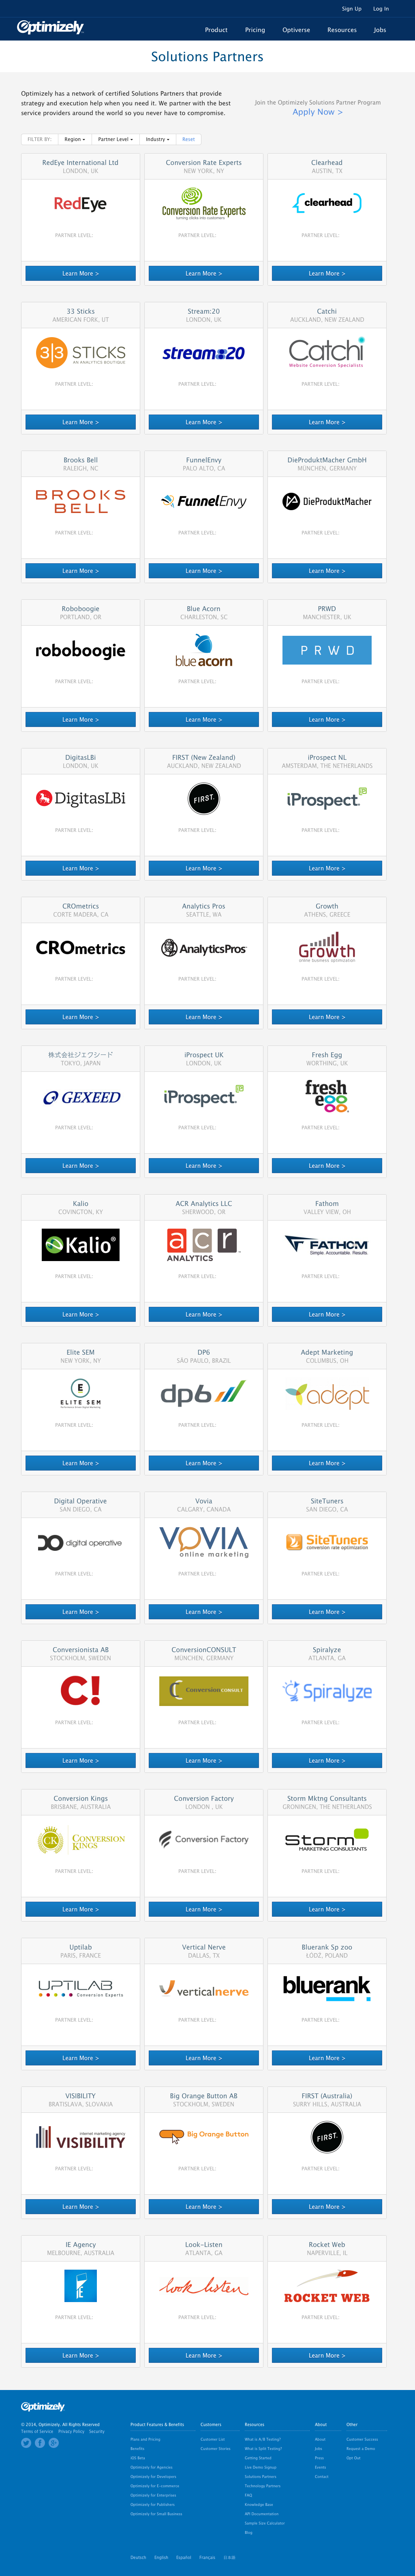 Sign Up Log In
Optimizely
Product Pricing Optiverse Resources Jobs
Solutions Partners
Optimizely has a network of certified Solutions Partners that provide
strategy and execution help when you need it. We partner with the best
service providers around the world so you never have to compromise.
Join the Optimizely Solutions Partner Program
Apply Now >
FILTER BY: Region Partner Level Industry Reset
RedEye International Ltd
LONDON, UK
RedEye
PARTNER LEVEL:
Learn More >
Conversion Rate Experts
NEW YORK, NY
Conversion Rate Experts
turning clicks into customers
PARTNER LEVEL:
Learn More >
Clearhead
AUSTIN, TX
{clearhead}
PARTNER LEVEL:
Learn More >
33 Sticks
AMERICAN FORK, UT
3|3 STICKS
AN ANALYTICS BOUTIQUE
PARTNER LEVEL:
Learn More >
Stream:20
LONDON, UK
stream:20
PARTNER LEVEL:
Learn More >
Catchi
AUCKLAND, NEW ZEALAND
Catchi
Website Conversion Specialists
PARTNER LEVEL:
Learn More >
Brooks Bell
RALEIGH, NC
BROOKS
BELL
PARTNER LEVEL:
Learn More >
FunnelEnvy
PALO ALTO, CA
FunnelEnvy
PARTNER LEVEL:
Learn More >
DieProduktMacher GmbH
MÜNCHEN, GERMANY
DieProduktMacher
PARTNER LEVEL:
Learn More >
Roboboogie
PORTLAND, OR
roboboogie
PARTNER LEVEL:
Learn More >
Blue Acorn
CHARLESTON, SC
blue acorn
PARTNER LEVEL:
Learn More >
PRWD
MANCHESTER, UK
PRWD
PARTNER LEVEL:
Learn More >
DigitasLBi
LONDON, UK
DigitasLBi
PARTNER LEVEL:
Learn More >
FIRST (New Zealand)
AUCKLAND, NEW ZEALAND
FIRST.
PARTNER LEVEL:
Learn More >
iProspect NL
AMSTERDAM, THE NETHERLANDS
iProspect.
PARTNER LEVEL:
Learn More >
CROmetrics
CORTE MADERA, CA
CROmetrics
PARTNER LEVEL:
Learn More >
Analytics Pros
SEATTLE, WA
AnalyticsPros
PARTNER LEVEL:
Learn More >
Growth
ATHENS, GREECE
Growth
online business optimization
PARTNER LEVEL:
Learn More >
株式会社ジェフシード
TOKYO, JAPAN
GEXEED
PARTNER LEVEL:
Learn More >
iProspect UK
LONDON, UK
iProspect.
PARTNER LEVEL:
Learn More >
Fresh Egg
WORTHING, UK
fresh
egg.
PARTNER LEVEL:
Learn More >
Kalio
COVINGTON, KY
Kalio®
PARTNER LEVEL:
Learn More >
ACR Analytics LLC
SHERWOOD, OR
acr
ANALYTICS
PARTNER LEVEL:
Learn More >
Fathom
VALLEY VIEW, OH
FATHOM
Simple. Accountable. Results.
PARTNER LEVEL:
Learn More >
Elite SEM
NEW YORK, NY
E
ELITE SEM
PARTNER LEVEL:
Learn More >
DP6
SÃO PAULO, BRAZIL
dp6
PARTNER LEVEL:
Learn More >
Adept Marketing
COLUMBUS, OH
adept
PARTNER LEVEL:
Learn More >
Digital Operative
SAN DIEGO, CA
digital operative
PARTNER LEVEL:
Learn More >
Vovia
CALGARY, CANADA
VOVIA
online marketing
PARTNER LEVEL:
Learn More >
SiteTuners
SAN DIEGO, CA
SiteTuners
conversion rate optimization
PARTNER LEVEL:
Learn More >
Conversionista AB
STOCKHOLM, SWEDEN
C!
PARTNER LEVEL:
Learn More >
ConversionCONSULT
MÜNCHEN, GERMANY
ConversionCONSULT
PARTNER LEVEL:
Learn More >
Spiralyze
ATLANTA, GA
Spiralyze
PARTNER LEVEL:
Learn More >
Conversion Kings
BRISBANE, AUSTRALIA
CK CONVERSION
KINGS
PARTNER LEVEL:
Learn More >
Conversion Factory
LONDON , UK
Conversion Factory
PARTNER LEVEL:
Learn More >
Storm Mktng Consultants
GRONINGEN, THE NETHERLANDS
Storm
MARKETING CONSULTANTS
PARTNER LEVEL:
Learn More >
Uptilab
PARIS, FRANCE
UPTILAB
Conversion Experts
PARTNER LEVEL:
Learn More >
Vertical Nerve
DALLAS, TX
verticalnerve
PARTNER LEVEL:
Learn More >
Bluerank Sp zoo
ŁÓDŹ, POLAND
bluerank
PARTNER LEVEL:
Learn More >
VISIBILITY
BRATISLAVA, SLOVAKIA
internet marketing agency
VISIBILITY
PARTNER LEVEL:
Learn More >
Big Orange Button AB
STOCKHOLM, SWEDEN
Big Orange Button
PARTNER LEVEL:
Learn More >
FIRST (Australia)
SURRY HILLS, AUSTRALIA
FIRST.
PARTNER LEVEL:
Learn More >
IE Agency
MELBOURNE, AUSTRALIA
PARTNER LEVEL:
Learn More >
Look-Listen
ATLANTA, GA
look listen
PARTNER LEVEL:
Learn More >
Rocket Web
NAPERVILLE, IL
ROCKET WEB
PARTNER LEVEL:
Learn More >
Optimizely
© 2014, Optimizely. All Rights Reserved
Terms of Service Privacy Policy Security
Product Features & Benefits
Plans and Pricing
Benefits
iOS Beta
Optimizely for Agencies
Optimizely for Developers
Optimizely for E-commerce
Optimizely for Enterprises
Optimizely for Publishers
Optimizely for Small Business
Customers
Customer List
Customer Stories
Resources
What is A/B Testing?
What is Split Testing?
Getting Started
Live Demo Signup
Solutions Partners
Technology Partners
FAQ
Knowledge Base
API Documentation
Sample Size Calculator
Blog
About
About
Jobs
Press
Events
Contact
Other
Customer Success
Request a Demo
Opt Out
Deutsch English Español Français 日本語